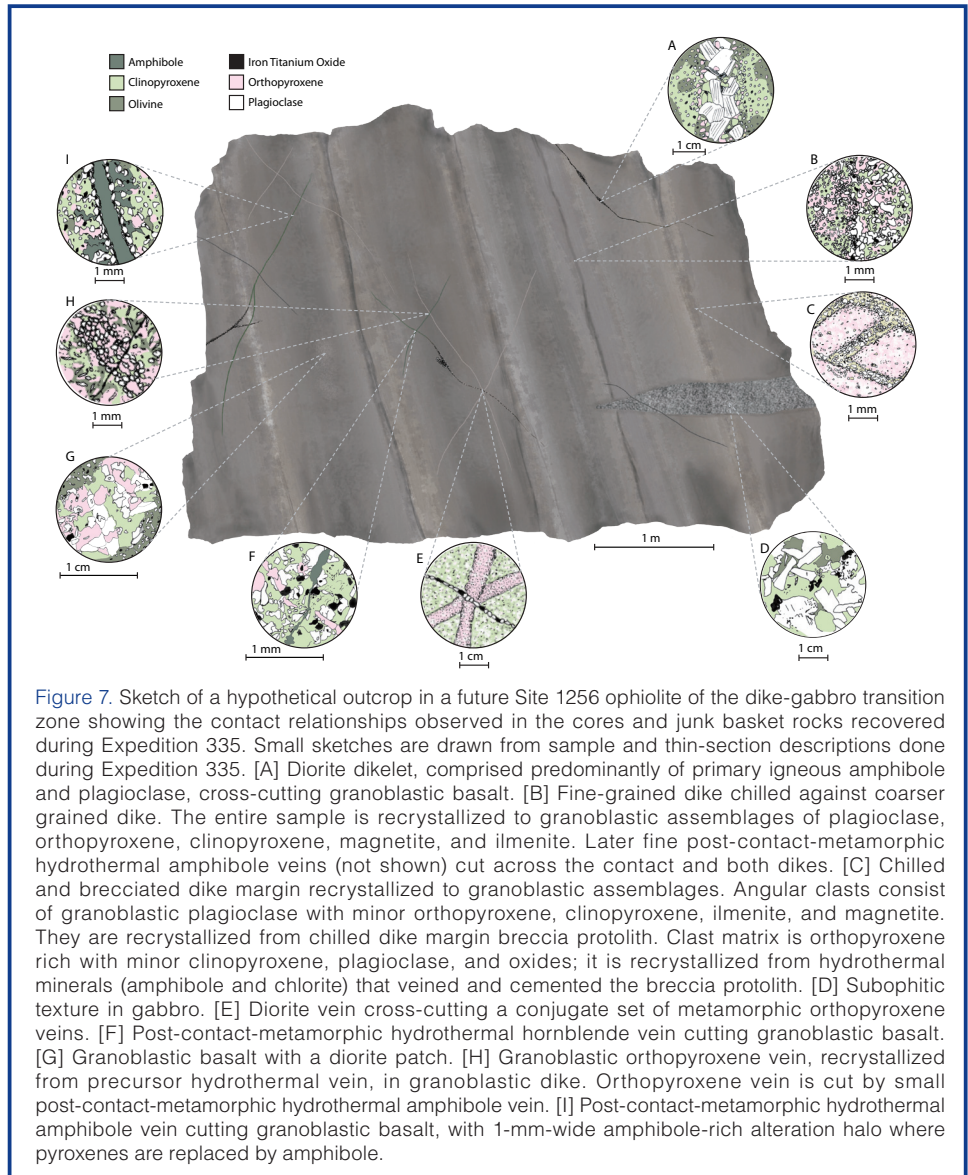 Amphibole
Clinopyroxene
Olivine
Iron Titanium Oxide
Orthopyroxene
Plagioclase
A
1 cm
B
1 mm
C
1 mm
D
1 cm
E
1 cm
F
1 mm
G
1 cm
H
1 mm
I
1 mm
1 m
Figure 7. Sketch of a hypothetical outcrop in a future Site 1256 ophiolite of the dike-gabbro transition
zone showing the contact relationships observed in the cores and junk basket rocks recovered
during Expedition 335. Small sketches are drawn from sample and thin-section descriptions done
during Expedition 335. [A] Diorite dikelet, comprised predominantly of primary igneous amphibole
and plagioclase, cross-cutting granoblastic basalt. [B] Fine-grained dike chilled against coarser
grained dike. The entire sample is recrystallized to granoblastic assemblages of plagioclase,
orthopyroxene, clinopyroxene, magnetite, and ilmenite. Later fine post-contact-metamorphic
hydrothermal amphibole veins (not shown) cut across the contact and both dikes. [C] Chilled
and brecciated dike margin recrystallized to granoblastic assemblages. Angular clasts consist
of granoblastic plagioclase with minor orthopyroxene, clinopyroxene, ilmenite, and magnetite.
They are recrystallized from chilled dike margin breccia protolith. Clast matrix is orthopyroxene
rich with minor clinopyroxene, plagioclase, and oxides; it is recrystallized from hydrothermal
minerals (amphibole and chlorite) that veined and cemented the breccia protolith. [D] Subophitic
texture in gabbro. [E] Diorite vein cross-cutting a conjugate set of metamorphic orthopyroxene
veins. [F] Post-contact-metamorphic hydrothermal hornblende vein cutting granoblastic basalt.
[G] Granoblastic basalt with a diorite patch. [H] Granoblastic orthopyroxene vein, recrystallized
from precursor hydrothermal vein, in granoblastic dike. Orthopyroxene vein is cut by small
post-contact-metamorphic hydrothermal amphibole vein. [I] Post-contact-metamorphic hydrothermal
amphibole vein cutting granoblastic basalt, with 1-mm-wide amphibole-rich alteration halo where
pyroxenes are replaced by amphibole.